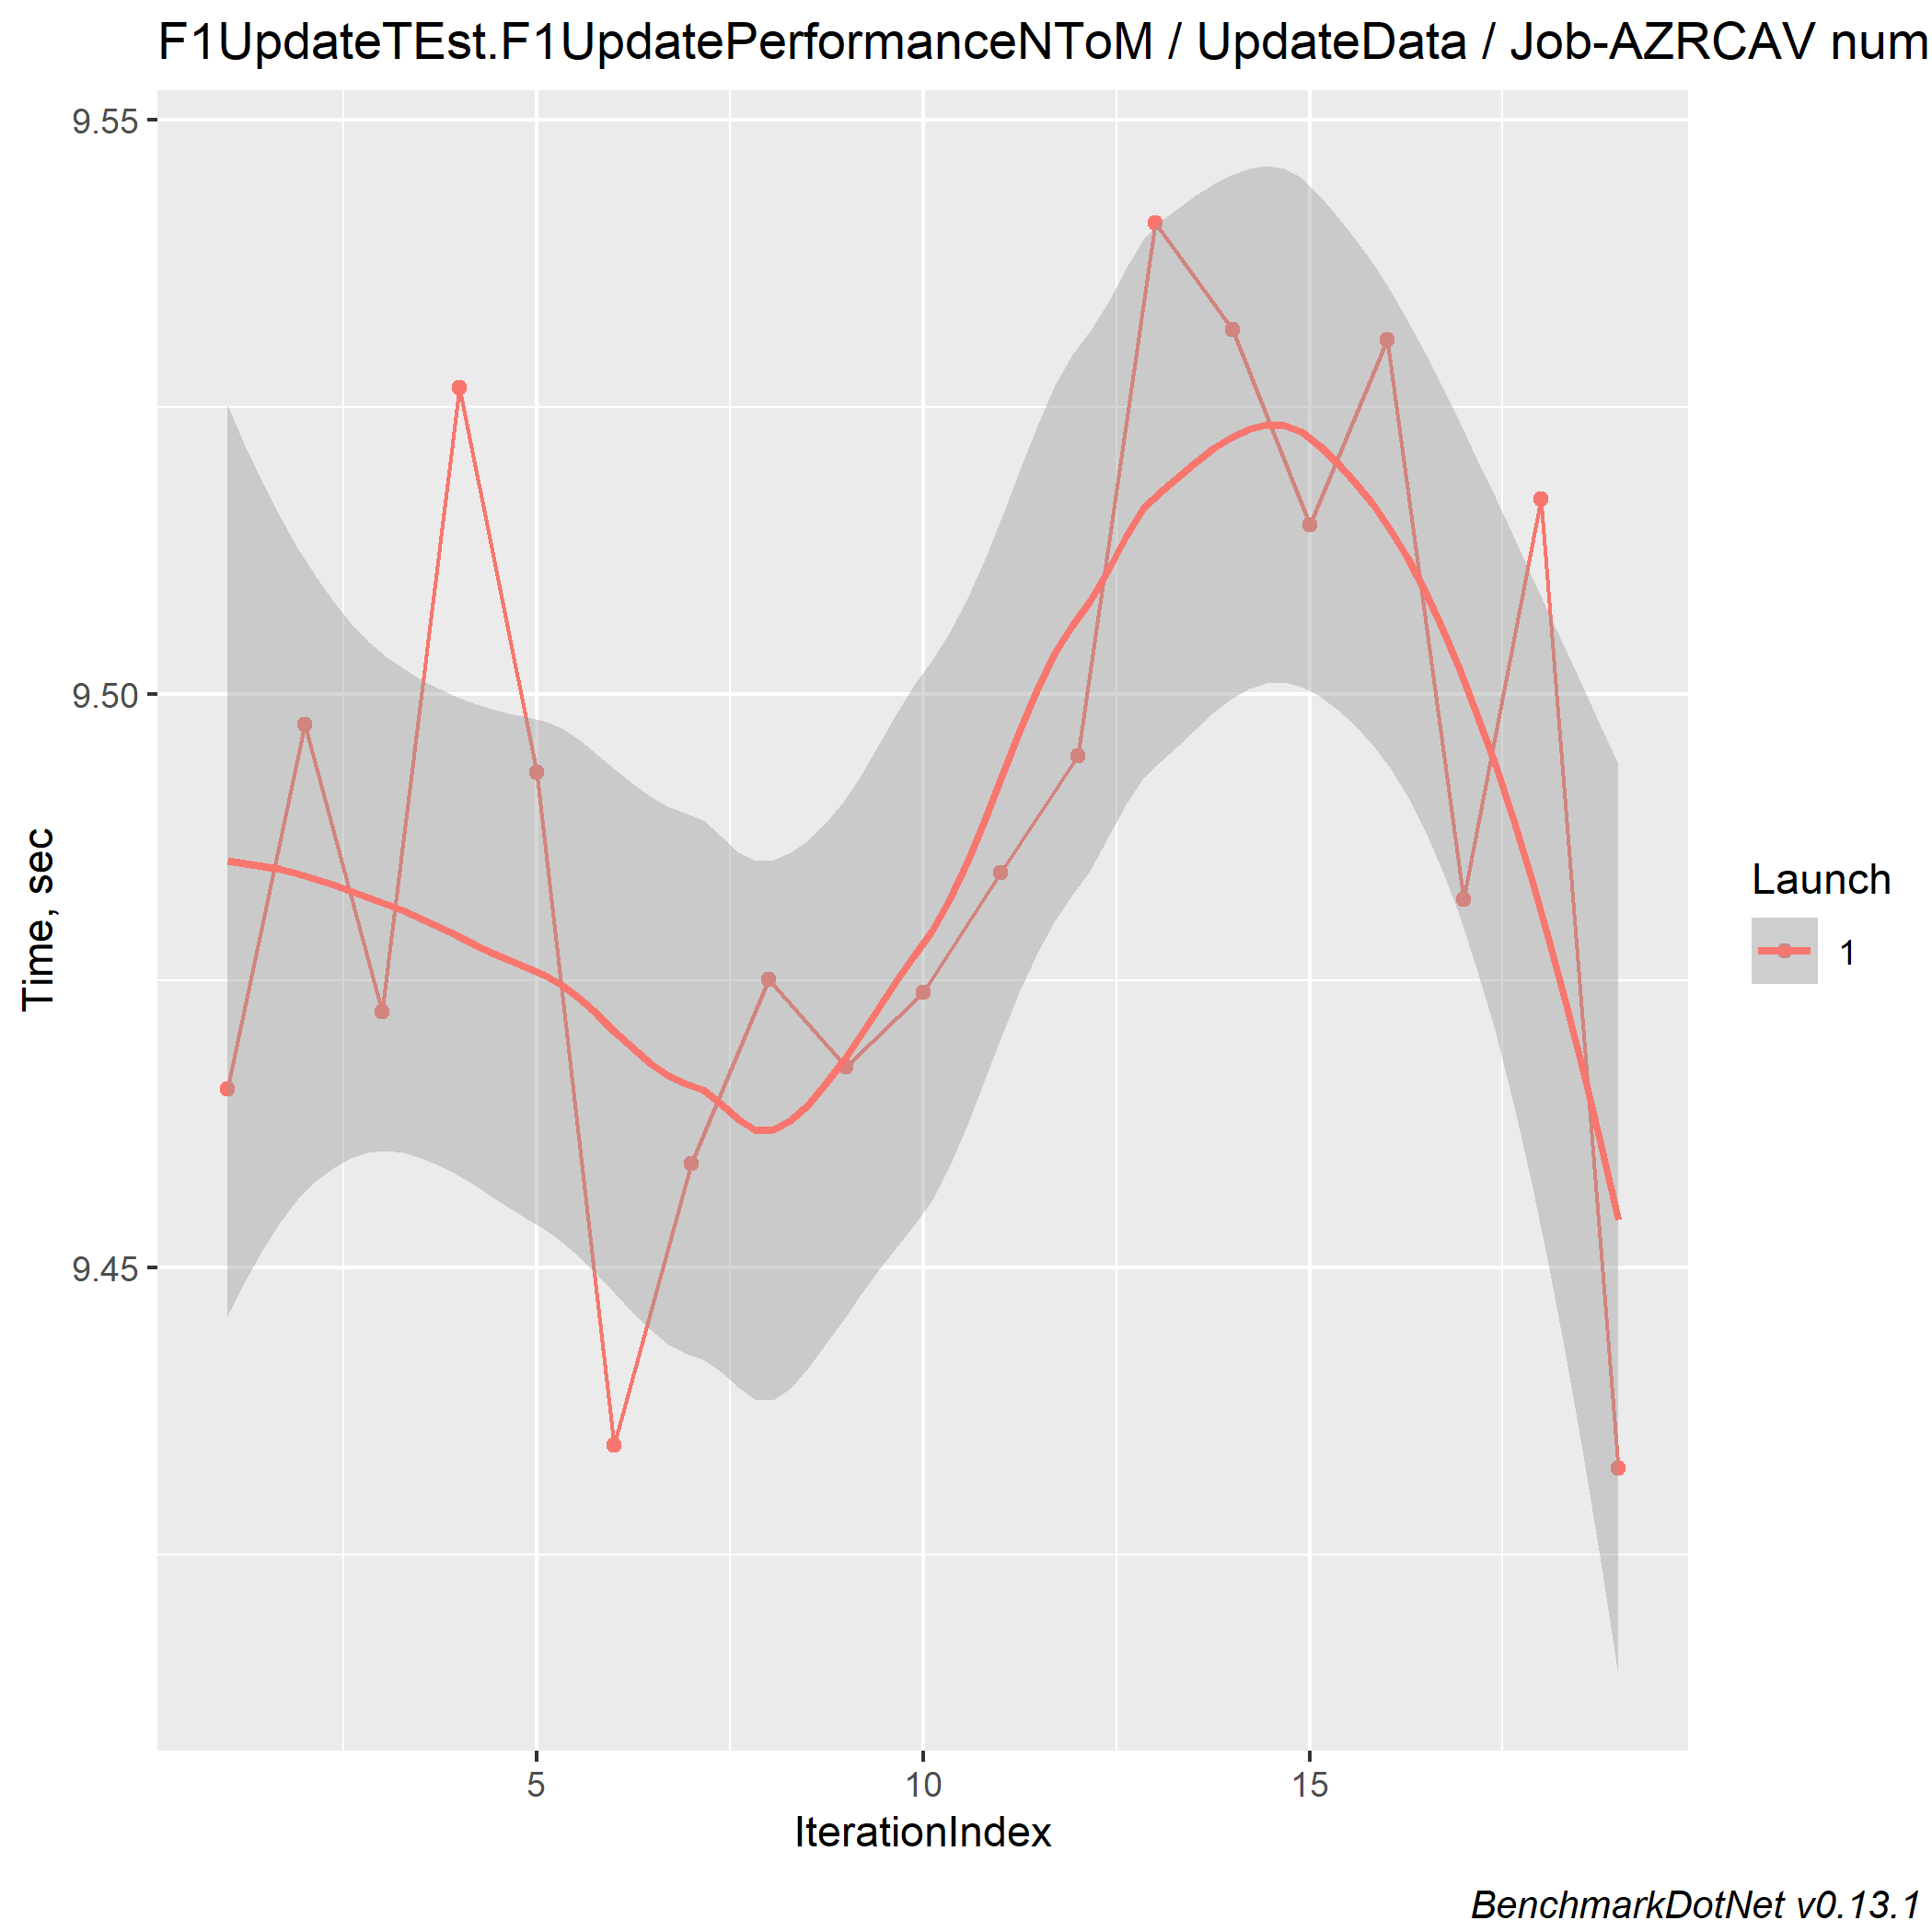 F1UpdateTEst.F1UpdatePerformanceNToM / UpdateData / Job-AZRCAV num
9.55
9.50
9.45
Time, sec
5 10 15
IterationIndex
Launch
1
BenchmarkDotNet v0.13.1